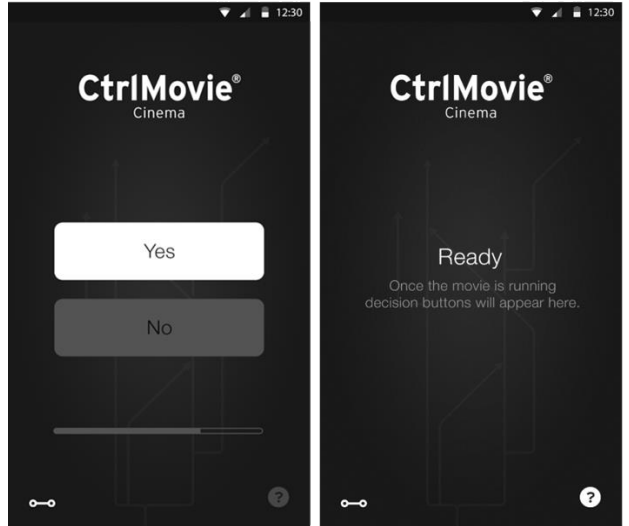 12:30
CtrlMovie®
Cinema
Yes
No
?
12:30
CtrlMovie®
Cinema
Ready
Once the movie is running
decision buttons will appear here.
?